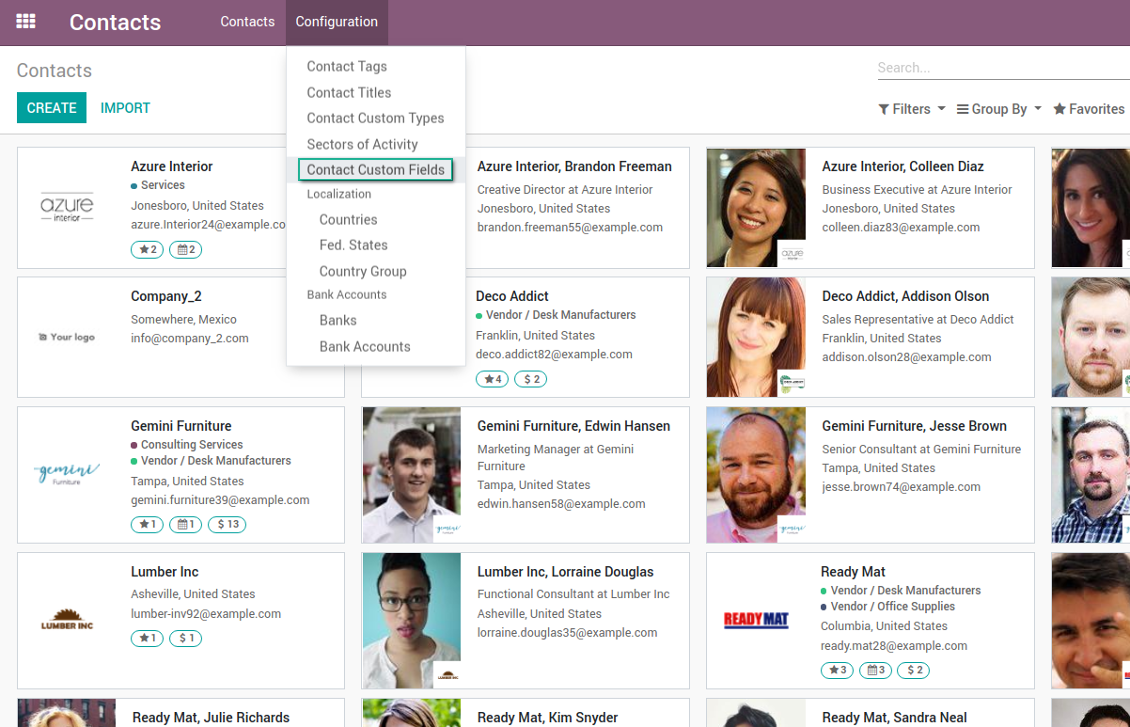 Contacts
Contacts
Configuration
Contacts
Search...
CREATE
IMPORT
Filters
Group By
Favorites
Contact Tags
Contact Titles
Contact Custom Types
Sectors of Activity
Contact Custom Fields
Localization
Countries
Fed. States
Country Group
Bank Accounts
Banks
Bank Accounts
azure
interior
Azure Interior
Services
Jonesboro, United States
azure.Interior24@example.co
2
2
Azure Interior, Brandon Freeman
Creative Director at Azure Interior
Jonesboro, United States
brandon.freeman55@example.com
azure
Azure Interior, Colleen Diaz
Business Executive at Azure Interior
Jonesboro, United States
colleen.diaz83@example.com
Your logo
Company_2
Somewhere, Mexico
info@company_2.com
Deco Addict
Vendor / Desk Manufacturers
Franklin, United States
deco.addict82@example.com
4
$ 2
Deco Addict, Addison Olson
Sales Representative at Deco Addict
Franklin, United States
addison.olson28@example.com
gemini
Furniture
Gemini Furniture
Consulting Services
Vendor / Desk Manufacturers
Tampa, United States
gemini.furniture39@example.com
1
1
$ 13
gemini
Gemini Furniture, Edwin Hansen
Marketing Manager at Gemini
Furniture
Tampa, United States
edwin.hansen58@example.com
gemini
Gemini Furniture, Jesse Brown
Senior Consultant at Gemini Furniture
Tampa, United States
jesse.brown74@example.com
LUMBER INC
Lumber Inc
Asheville, United States
lumber-inv92@example.com
1
$ 1
LUMBER INC
Lumber Inc, Lorraine Douglas
Functional Consultant at Lumber Inc
Asheville, United States
lorraine.douglas35@example.com
READY MAT
Ready Mat
Vendor / Desk Manufacturers
Vendor / Office Supplies
Columbia, United States
ready.mat28@example.com
3
3
$ 2
Ready Mat, Julie Richards
Ready Mat, Kim Snyder
Ready Mat, Sandra Neal